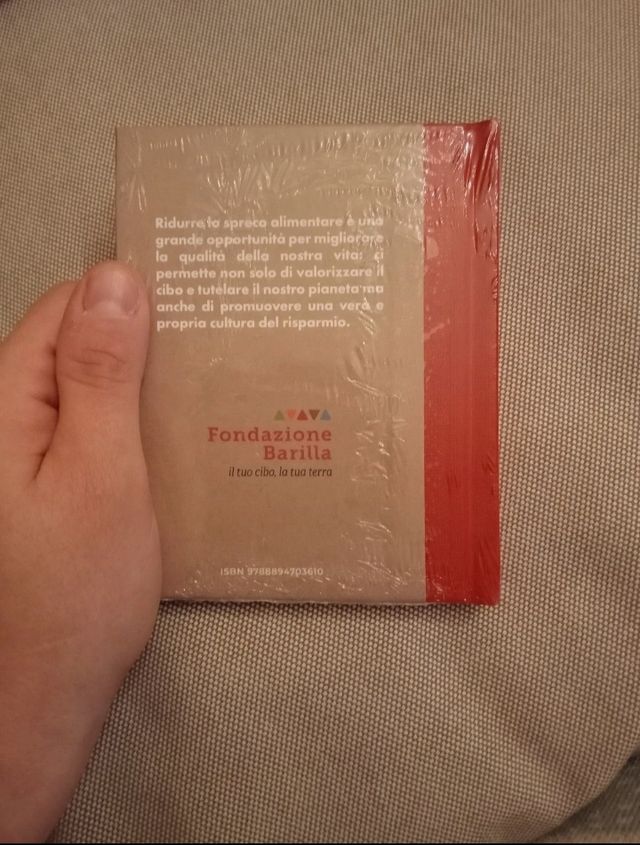 Ridurre lo spreco alimentare è una
grande opportunità per migliorare
la qualità della nostra vita: ci
permette non solo di valorizzare il
cibo e tutelare il nostro pianeta ma
anche di promuovere una vera e
propria cultura del risparmio.
Fondazione
Barilla
il tuo cibo, la tua terra
ISBN 9788894703610